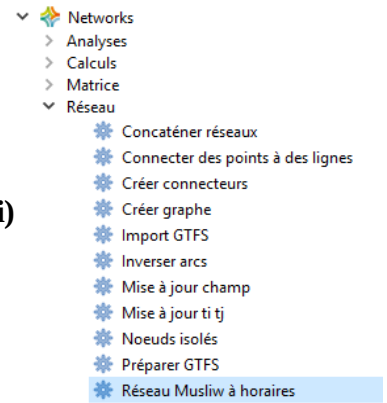 Networks
Analyses
Calculs
Matrice
Réseau
Concaténer réseaux
Connecter des points à des lignes
Créer connecteurs
i)
Créer graphe
Import GTFS
Inverser arcs
Mise à jour champ
Mise à jour ti tj
Noeuds isolés
Préparer GTFS
Réseau Musliw à horaires